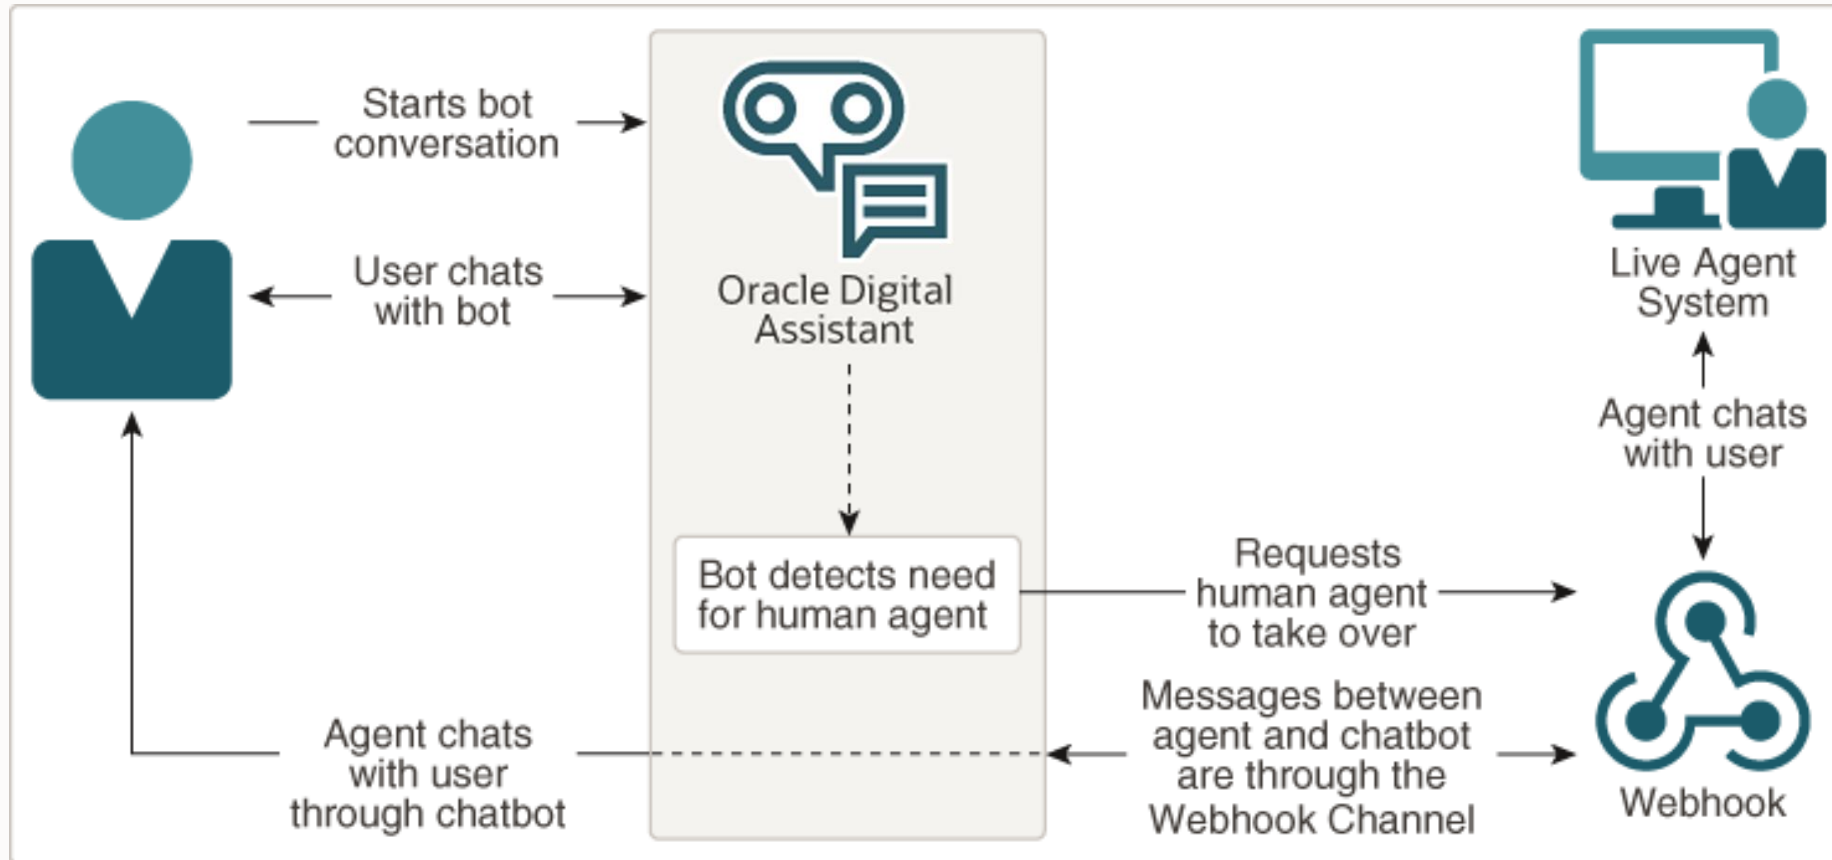 Starts bot
conversation
User chats
with bot
Oracle Digital
Assistant
Live Agent
System
Agent chats
with user
Bot detects need
for human agent
Requests
human agent
to take over
Messages between
agent and chatbot
are through the
Webhook Channel
Agent chats
with user
through chatbot
Webhook